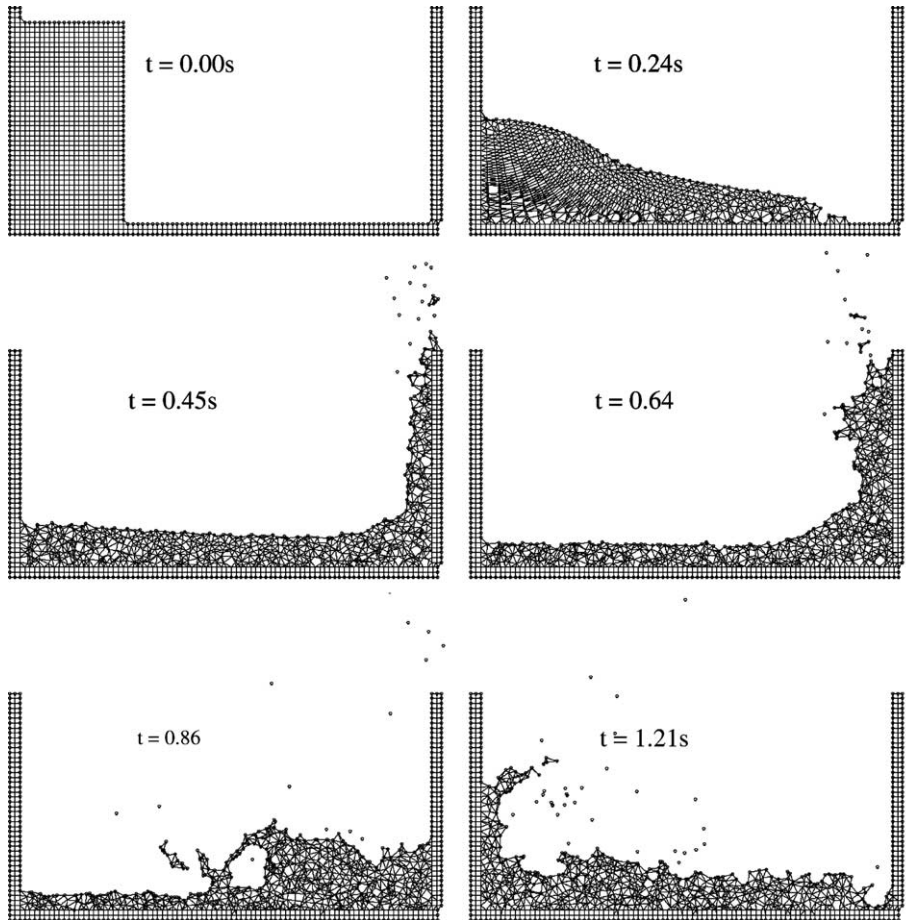 t = 0.00s
t = 0.24s
t = 0.45s
t = 0.64
t = 0.86
t = 1.21s